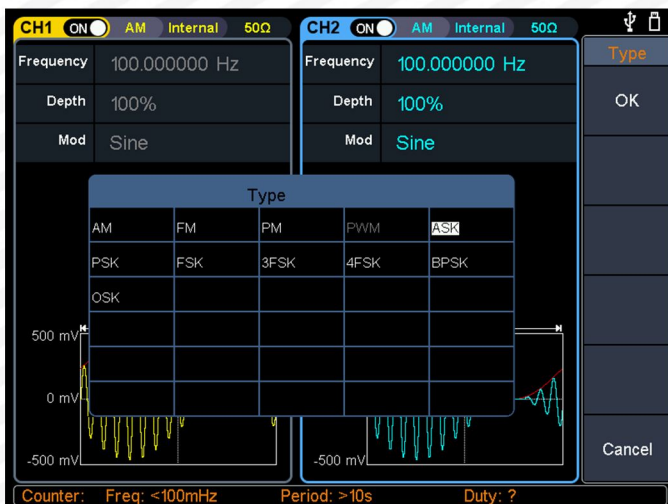 CH1 ON AM Internal 50Ω CH2 ON AM Internal 50Ω
Frequency 100.000000 Hz Frequency 100.000000 Hz Type
Depth 100% Depth 100% OK
Mod Sine Mod Sine
Type
AM FM PM PWM ASK
PSK FSK 3FSK 4FSK BPSK
OSK
500 mV
0 mV
-500 mV -500 mV Cancel
Counter: Freq: <100mHz Period: >10s Duty: ?